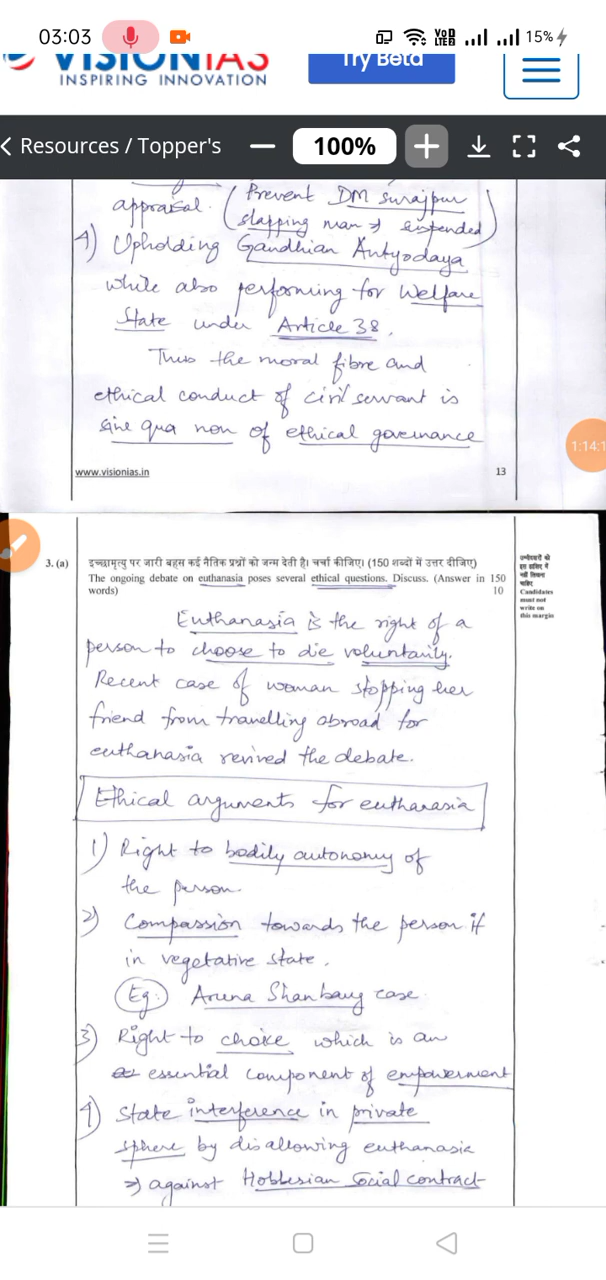 03:03
VoD
LTE2
15%
VISIONIAS
INSPIRING INNOVATION
Try Beta
Resources / Topper's
100%
appraisal. (Prevent DM Surajpur
slapping man → suspended)
4) Upholding Gandhian Antyodaya
while also performing for Welfare
State under Article 38.
Thus the moral fibre and
ethical conduct of civil servant is
sine qua non of ethical governance
1:14:1
www.visionias.in
13
3. (a)
इच्छामृत्यु पर जारी बहस कई नैतिक प्रश्नों को जन्म देती है। चर्चा कीजिए। (150 शब्दों में उत्तर दीजिए)
The ongoing debate on euthanasia poses several ethical questions. Discuss. (Answer in 150
words)
10
उम्मीदवारों को
इस हाशिए में
नहीं लिखना
चाहिए
Candidates
must not
write on
this margin
Euthanasia is the right of a
person to choose to die voluntarily.
Recent case of woman stopping her
friend from travelling abroad for
euthanasia revived the debate.
Ethical arguments for euthanasia
1) Right to bodily autonomy of
the person.
2) Compassion towards the person if
in vegetative state.
Eg: Aruna Shanbaug case.
3) Right to choice which is an
essential component of empowerment
4) State interference in private
sphere by disallowing euthanasia
⇒ against Hobbesian Social contract